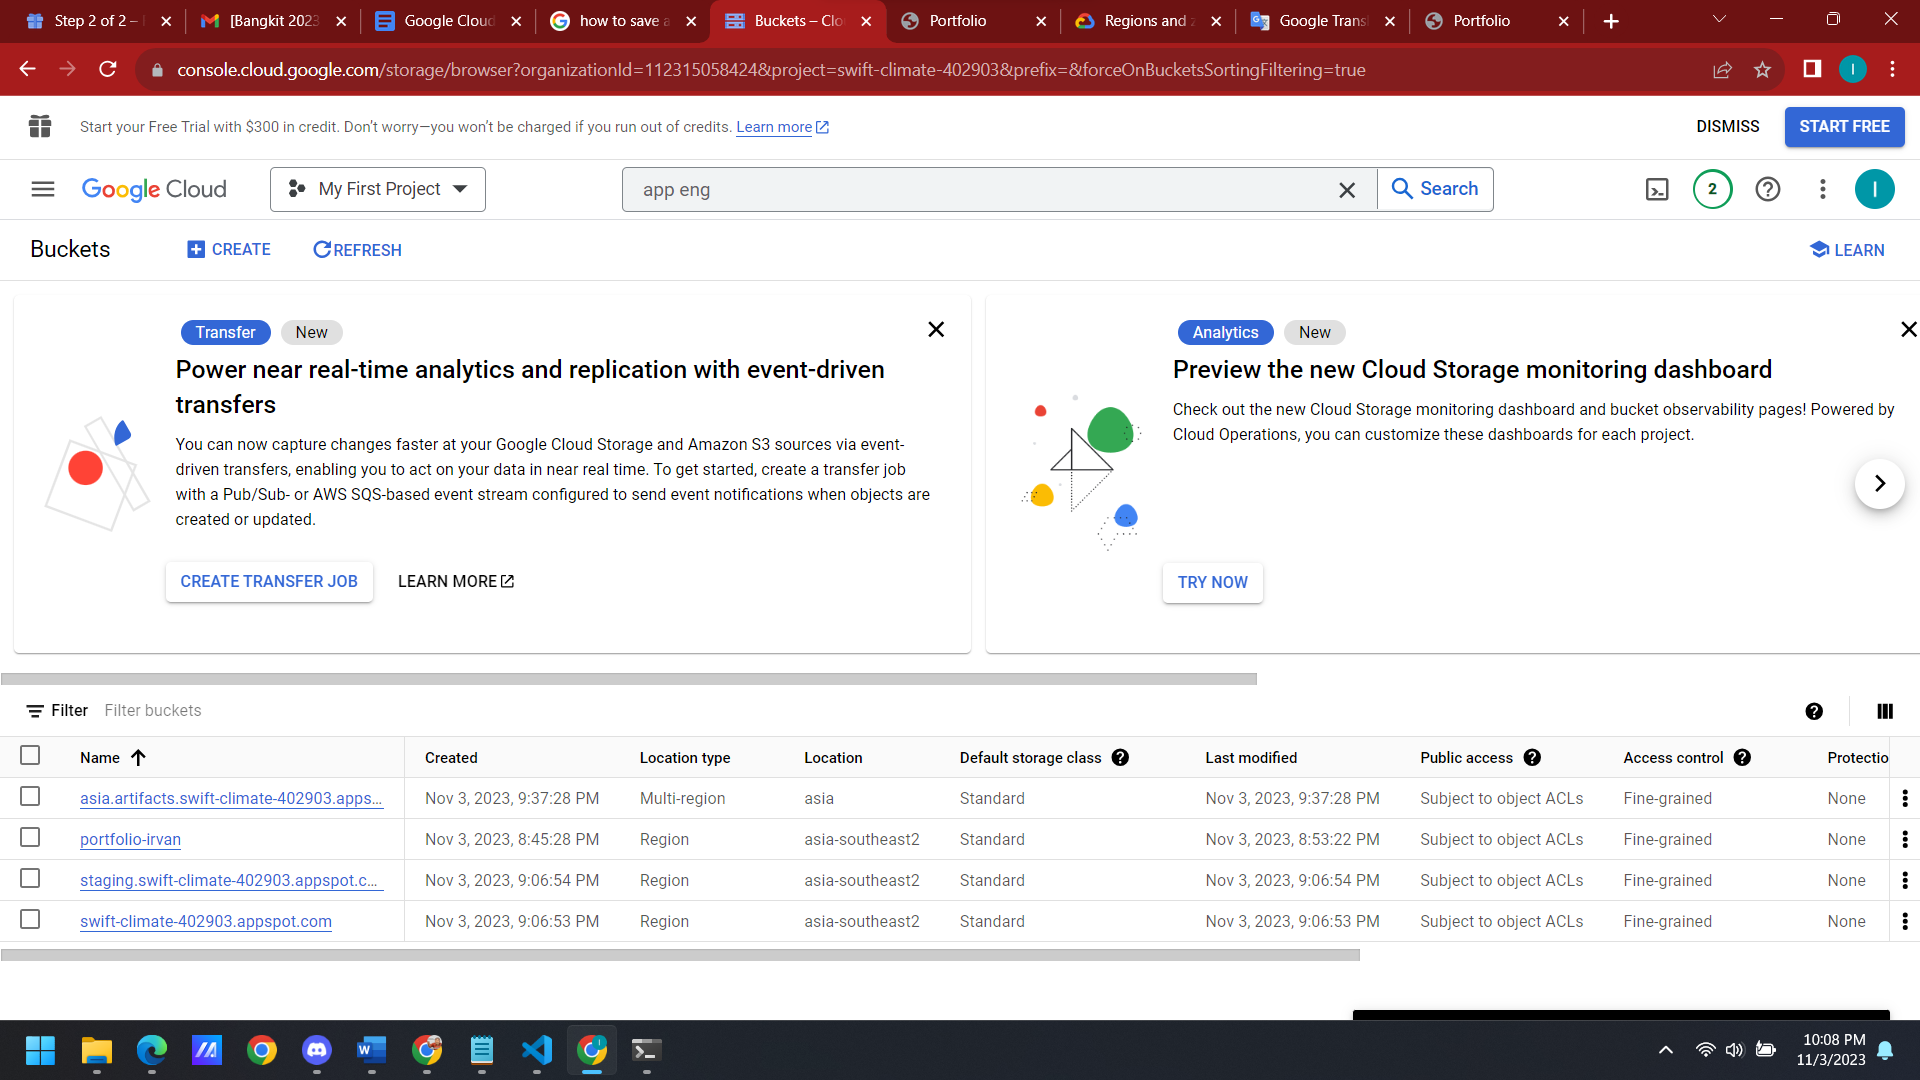 Step 2 of 2 –
[Bangkit 2023
Google Cloud
how to save a
Buckets – Clo
Portfolio
Regions and z
Google Trans
Portfolio
console.cloud.google.com/storage/browser?organizationId=112315058424&project=swift-climate-402903&prefix=&forceOnBucketsSortingFiltering=true
I
Start your Free Trial with $300 in credit. Don’t worry—you won’t be charged if you run out of credits. Learn more
DISMISS
START FREE
Google Cloud
My First Project
app eng
Search
2
I
Buckets
CREATE
REFRESH
LEARN
Transfer
New
Power near real-time analytics and replication with event-driven
transfers
You can now capture changes faster at your Google Cloud Storage and Amazon S3 sources via event-
driven transfers, enabling you to act on your data in near real time. To get started, create a transfer job
with a Pub/Sub- or AWS SQS-based event stream configured to send event notifications when objects are
created or updated.
CREATE TRANSFER JOB
LEARN MORE
Analytics
New
Preview the new Cloud Storage monitoring dashboard
Check out the new Cloud Storage monitoring dashboard and bucket observability pages! Powered by
Cloud Operations, you can customize these dashboards for each project.
TRY NOW
Filter Filter buckets
Name Created Location type Location Default storage class Last modified Public access Access control Protectio
asia.artifacts.swift-climate-402903.apps... Nov 3, 2023, 9:37:28 PM Multi-region asia Standard Nov 3, 2023, 9:37:28 PM Subject to object ACLs Fine-grained None
portfolio-irvan Nov 3, 2023, 8:45:28 PM Region asia-southeast2 Standard Nov 3, 2023, 8:53:22 PM Subject to object ACLs Fine-grained None
staging.swift-climate-402903.appspot.c... Nov 3, 2023, 9:06:54 PM Region asia-southeast2 Standard Nov 3, 2023, 9:06:54 PM Subject to object ACLs Fine-grained None
swift-climate-402903.appspot.com Nov 3, 2023, 9:06:53 PM Region asia-southeast2 Standard Nov 3, 2023, 9:06:53 PM Subject to object ACLs Fine-grained None
10:08 PM
11/3/2023